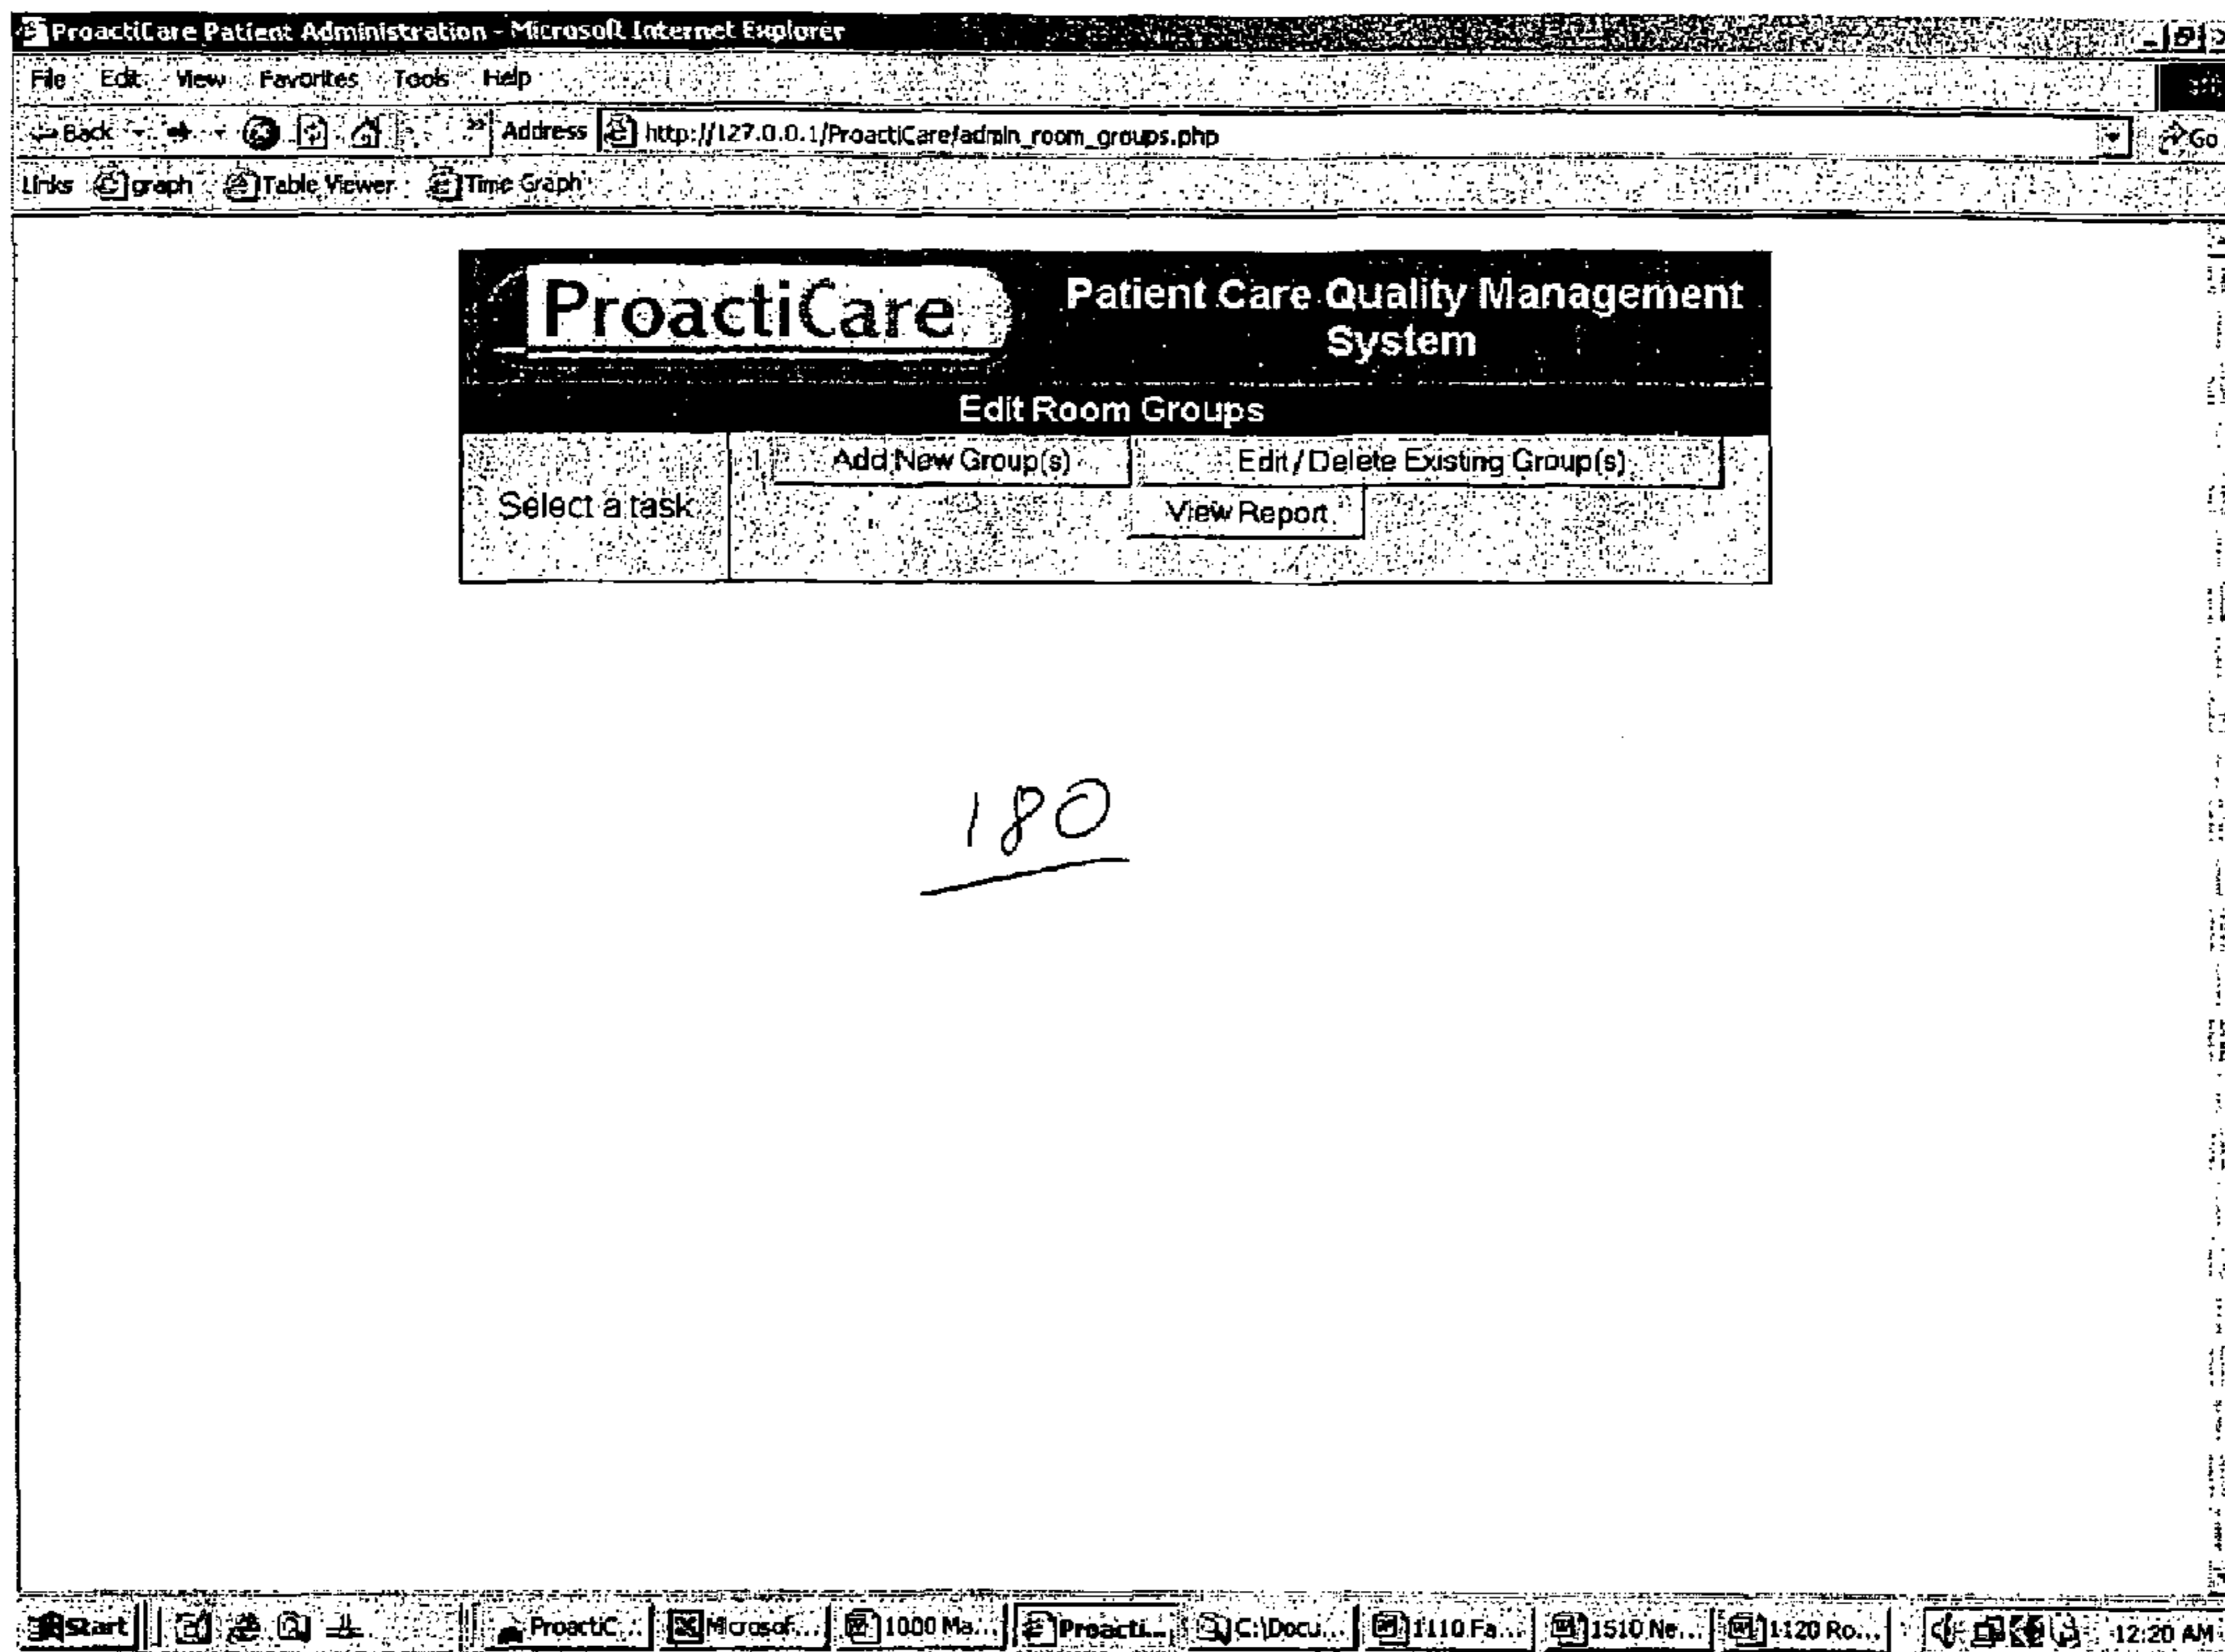 ProactiCare Patient Administration - Microsoft Internet Explorer
File Edit View Favorites Tools Help
Back Address http://127.0.0.1/ProactiCare/admin_room_groups.php Go
Links graph Table Viewer Time Graph
ProactiCare
Patient Care Quality Management
System
Edit Room Groups
Select a task
Add New Group(s) Edit / Delete Existing Group(s)
View Report
180
Start ProactiC... Microsof... 1000 Ma... Proacti... C:\Docu... 1110 Fa... 1510 Ne... 1120 Ro... 12:20 AM